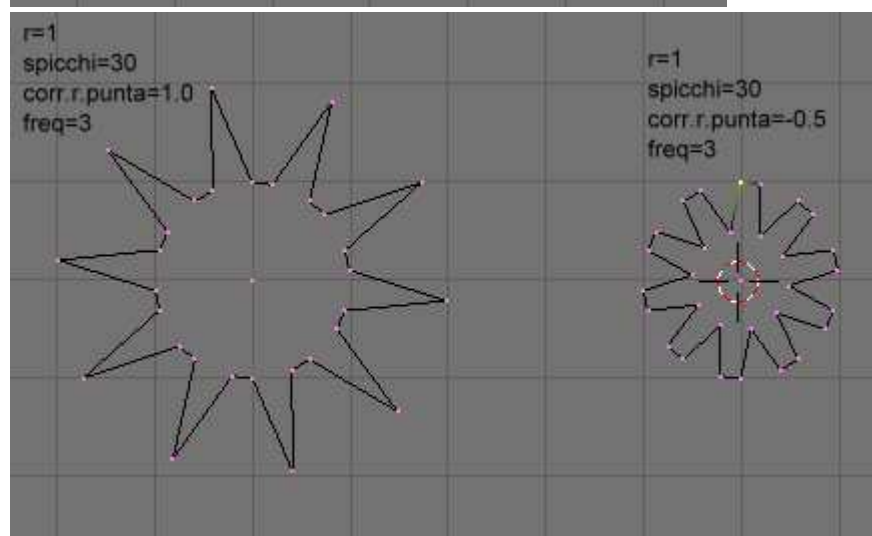 r=1
spicchi=30
corr.r.punta=1.0
freq=3
r=1
spicchi=30
corr.r.punta=-0.5
freq=3